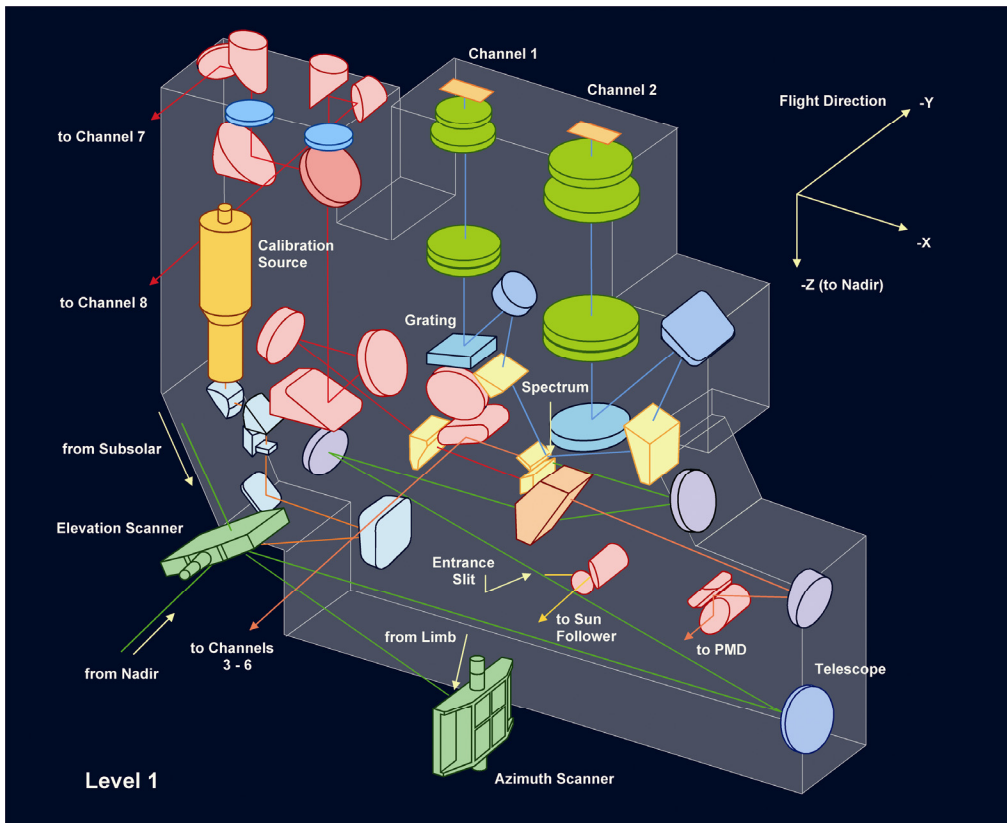 Channel 1
Channel 2
Flight Direction
-Y
to Channel 7
-X
Calibration
Source
-Z (to Nadir)
to Channel 8
Grating
Spectrum
from Subsolar
Elevation Scanner
Entrance
Slit
to Sun
Follower
from Limb
to Channels
3 - 6
to PMD
from Nadir
Telescope
Level 1
Azimuth Scanner